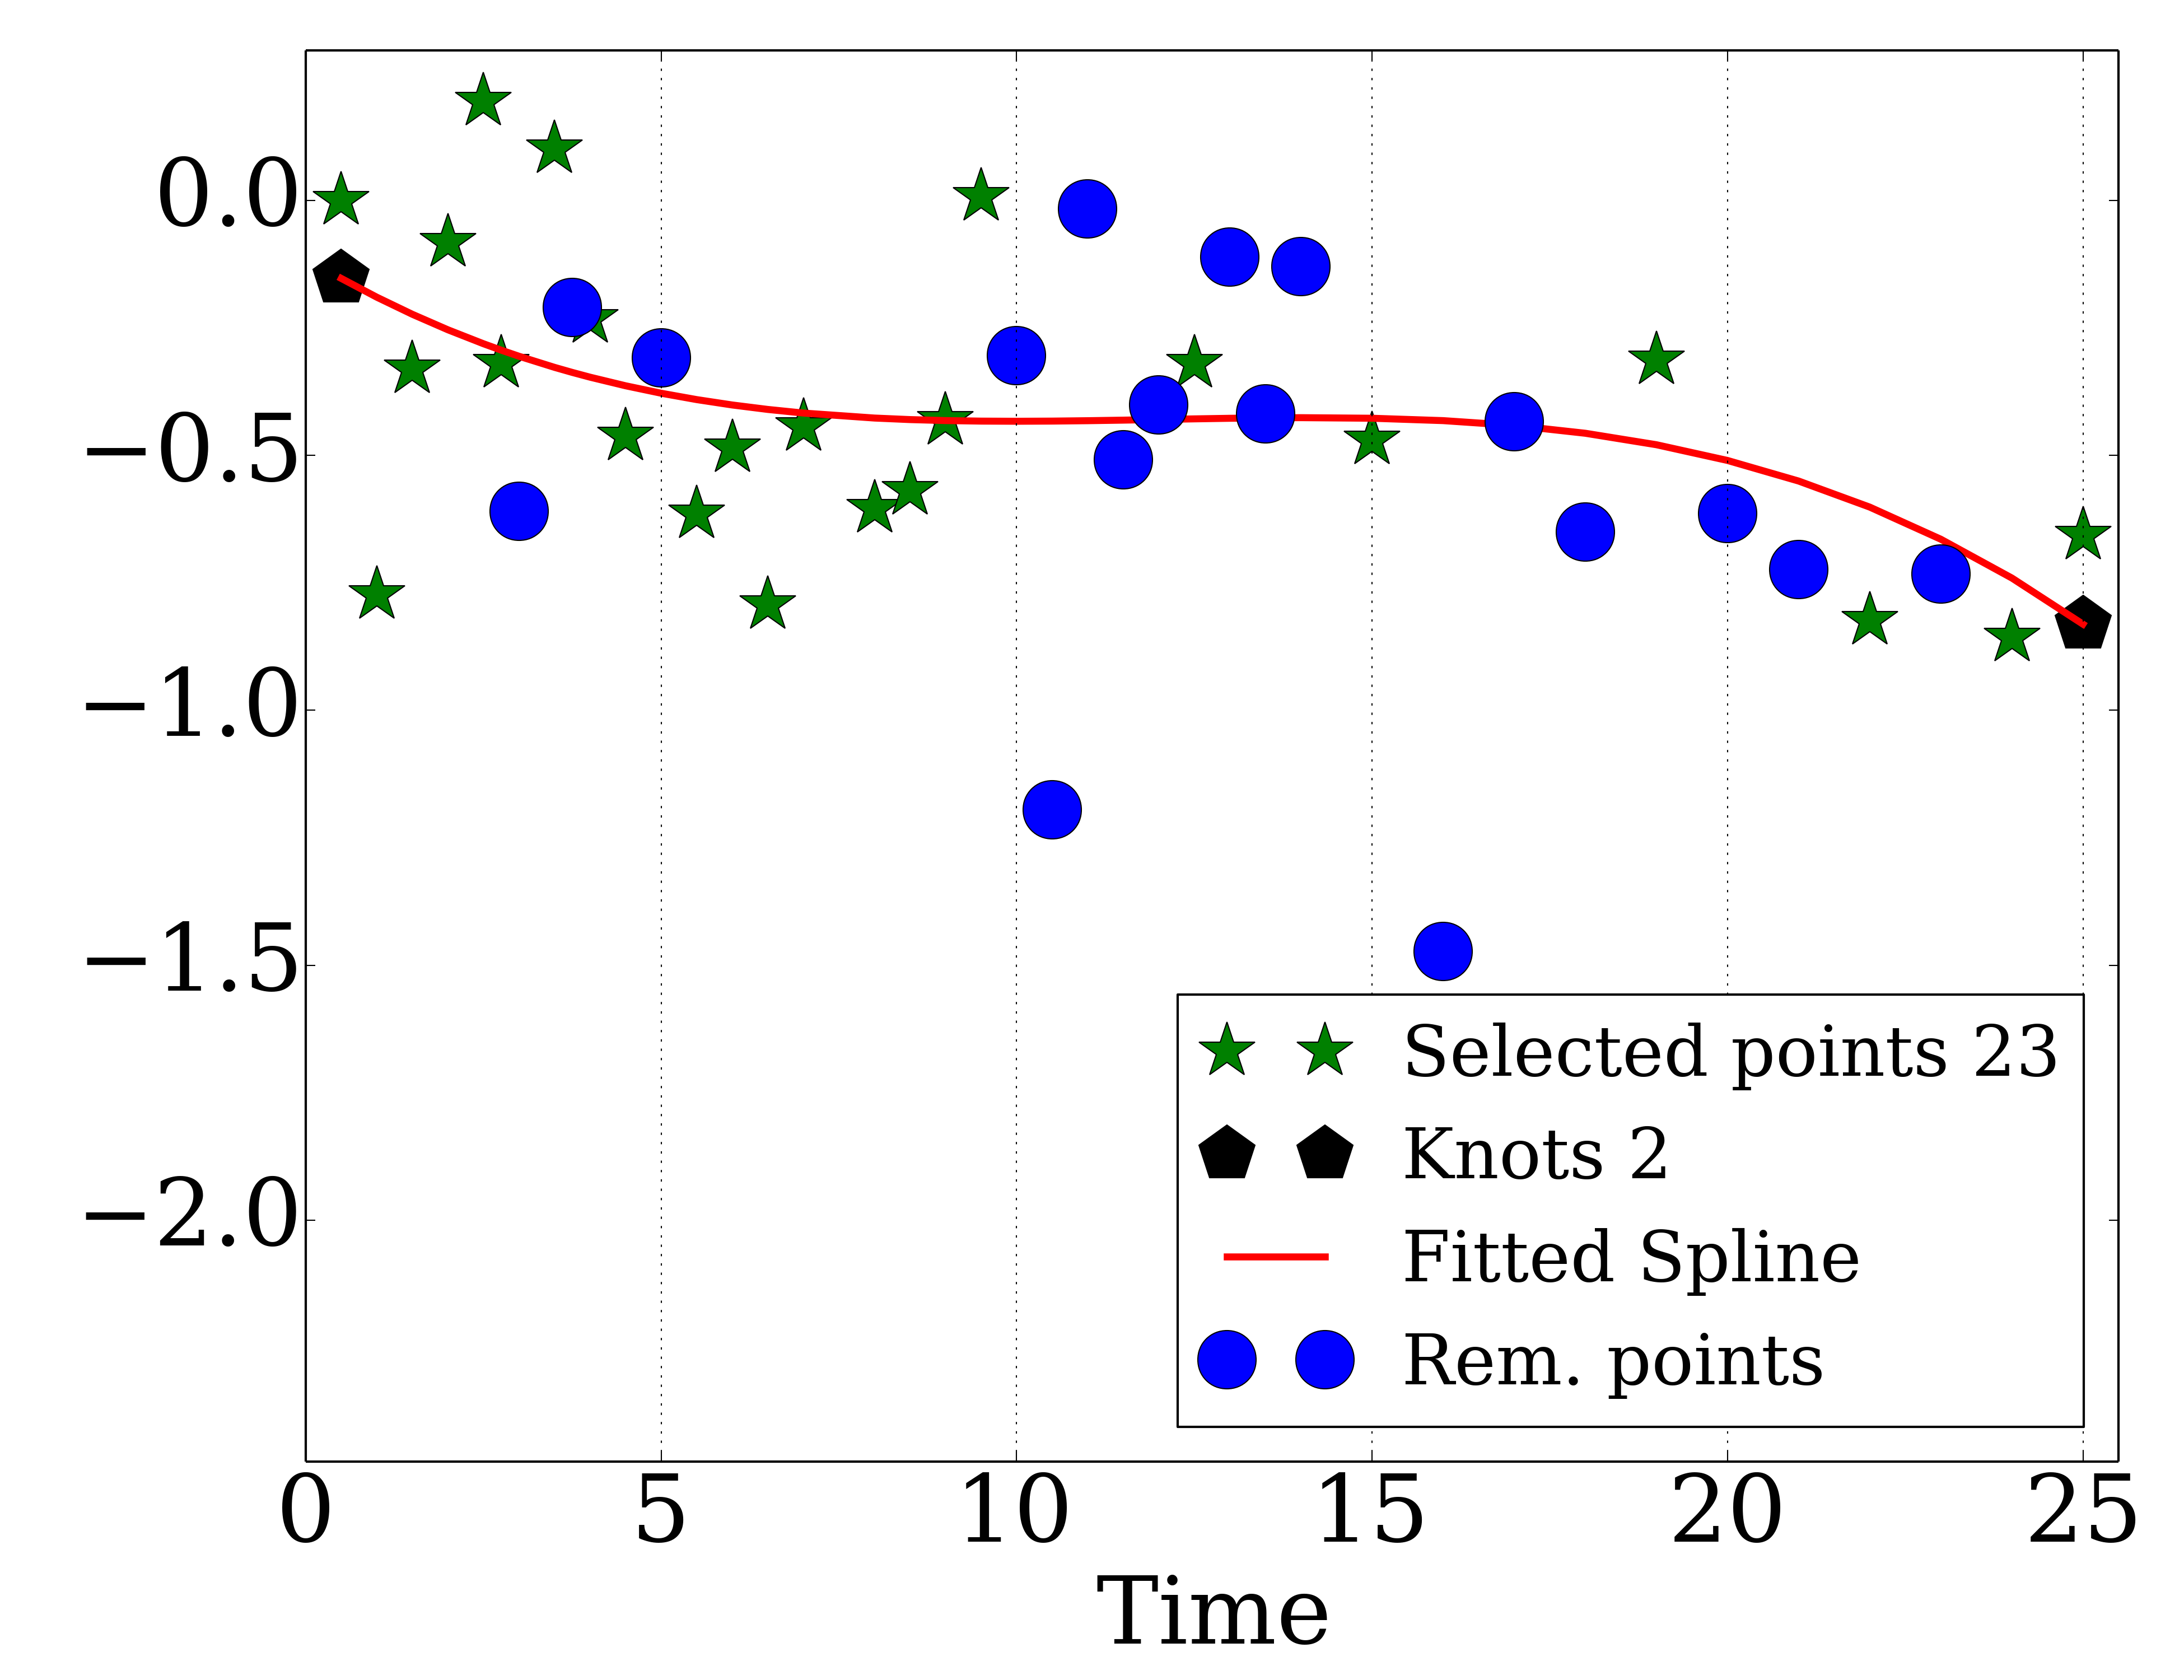 0.0
−0.5
−1.0
−1.5
−2.0
Selected points 23
Knots 2
Fitted Spline
Rem. points
0 5 10 15 20 25
Time